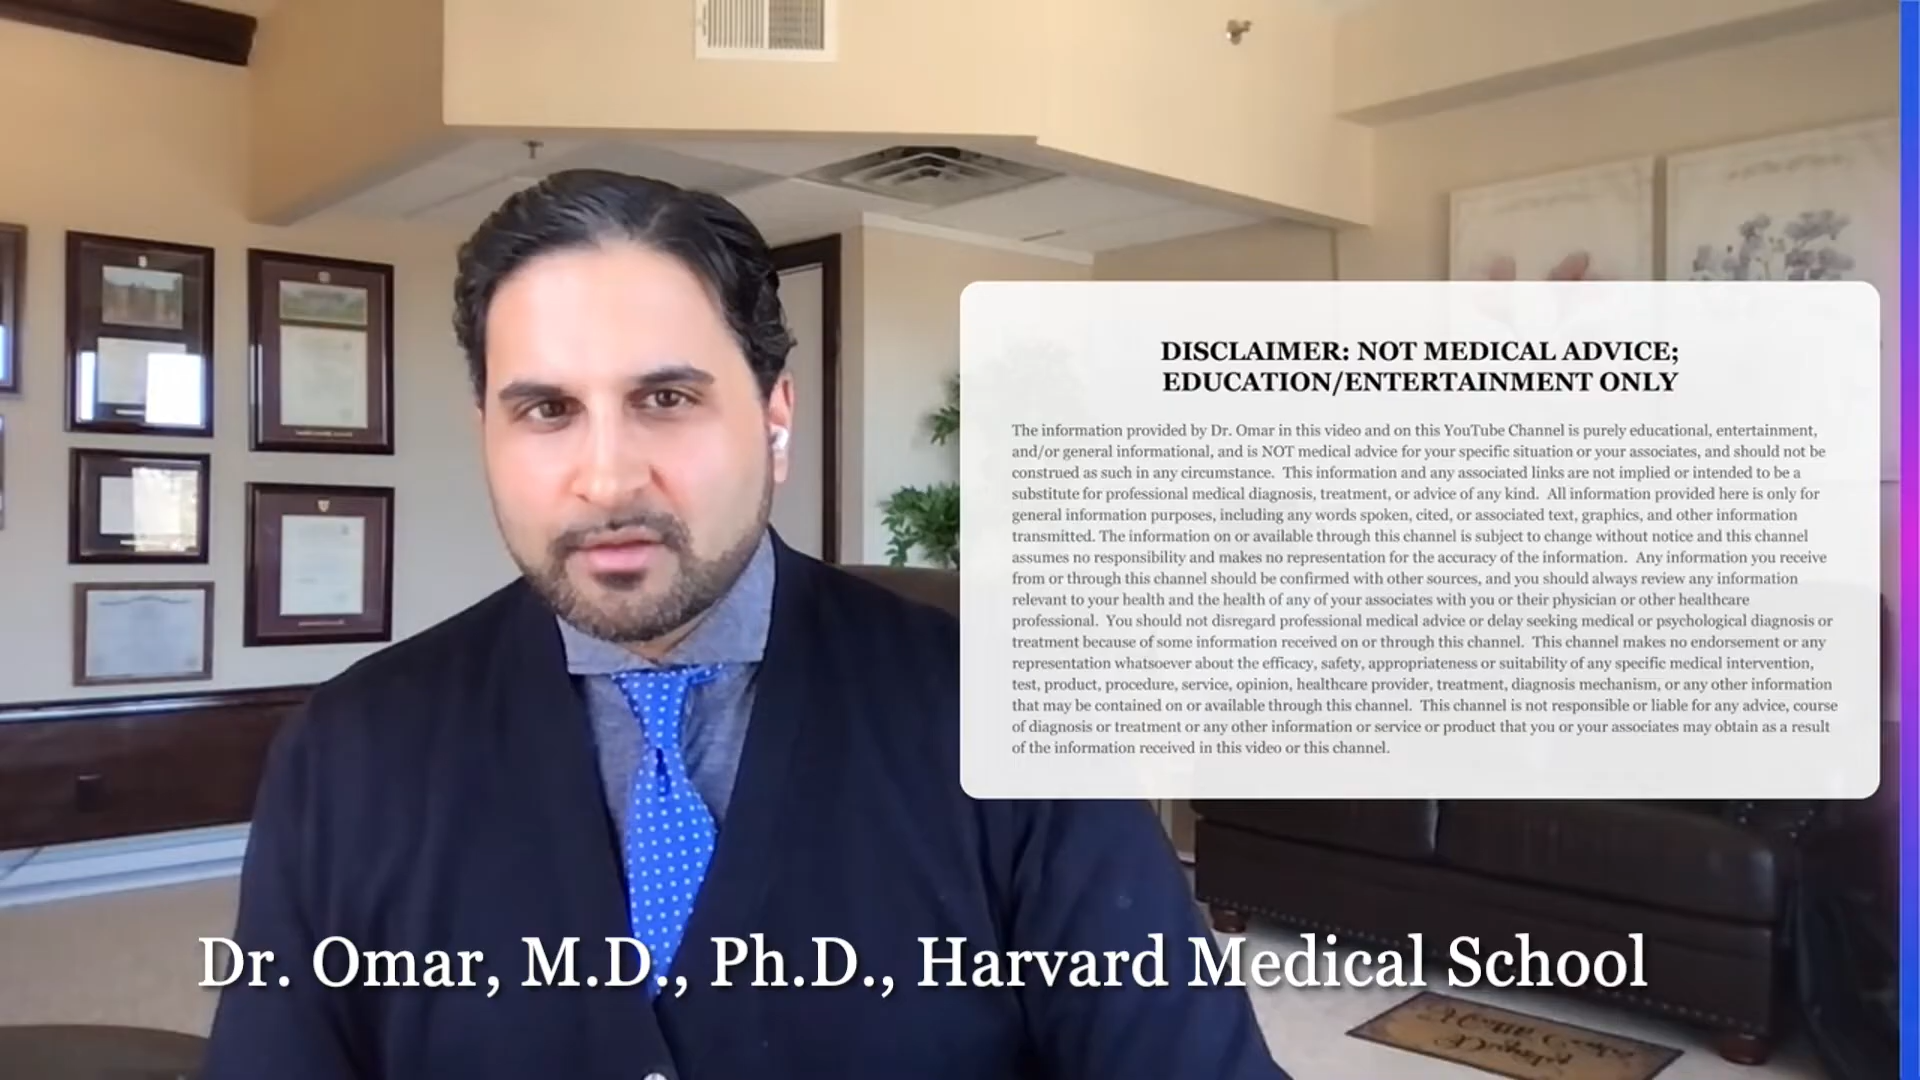 DISCLAIMER: NOT MEDICAL ADVICE;
EDUCATION/ENTERTAINMENT ONLY
The information provided by Dr. Omar in this video and on this YouTube Channel is purely educational, entertainment,
and/or general informational, and is NOT medical advice for your specific situation or your associates, and should not be
construed as such in any circumstance.  This information and any associated links are not implied or intended to be a
substitute for professional medical diagnosis, treatment, or advice of any kind.  All information provided here is only for
general information purposes, including any words spoken, cited, or associated text, graphics, and other information
transmitted. The information on or available through this channel is subject to change without notice and this channel
assumes no responsibility and makes no representation for the accuracy of the information.  Any information you receive
from or through this channel should be confirmed with other sources, and you should always review any information
relevant to your health and the health of any of your associates with you or their physician or other healthcare
professional.  You should not disregard professional medical advice or delay seeking medical or psychological diagnosis or
treatment because of some information received on or through this channel.  This channel makes no endorsement or any
representation whatsoever about the efficacy, safety, appropriateness or suitability of any specific medical intervention,
test, product, procedure, service, opinion, healthcare provider, treatment, diagnosis mechanism, or any other information
that may be contained on or available through this channel.  This channel is not responsible or liable for any advice, course
of diagnosis or treatment or any other information or service or product that you or your associates may obtain as a result
of the information received in this video or this channel.
Dr. Omar, M.D., Ph.D., Harvard Medical School